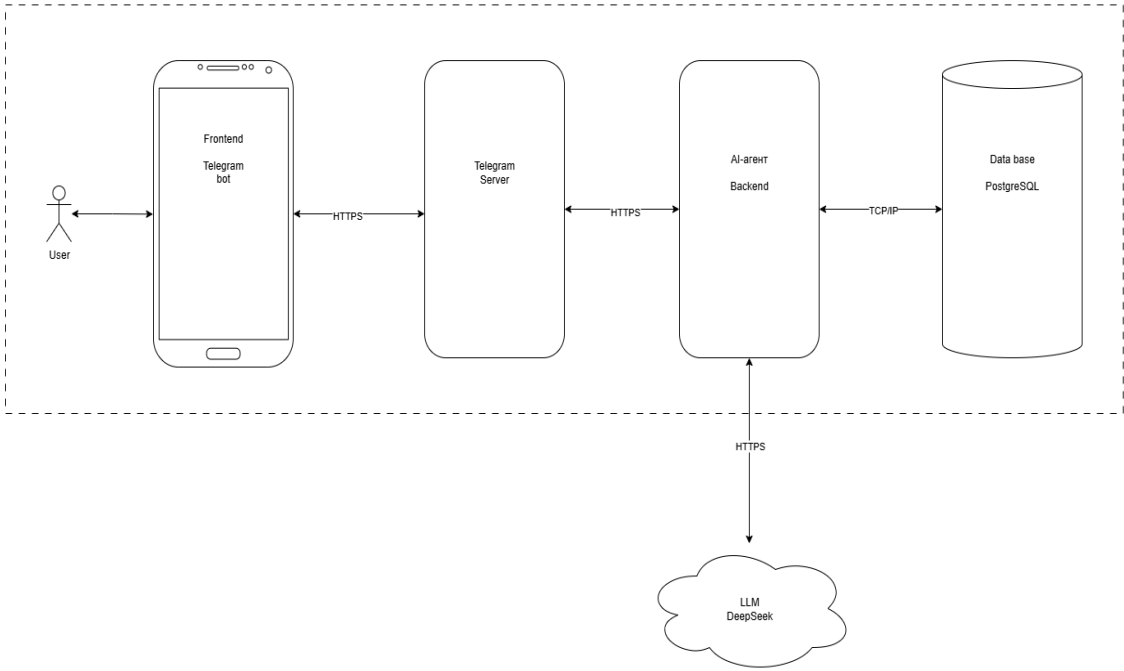 Frontend
Telegram
bot
Telegram
Server
AI-агент
Backend
Data base
PostgreSQL
HTTPS
HTTPS
TCP/IP
User
HTTPS
LLM
DeepSeek